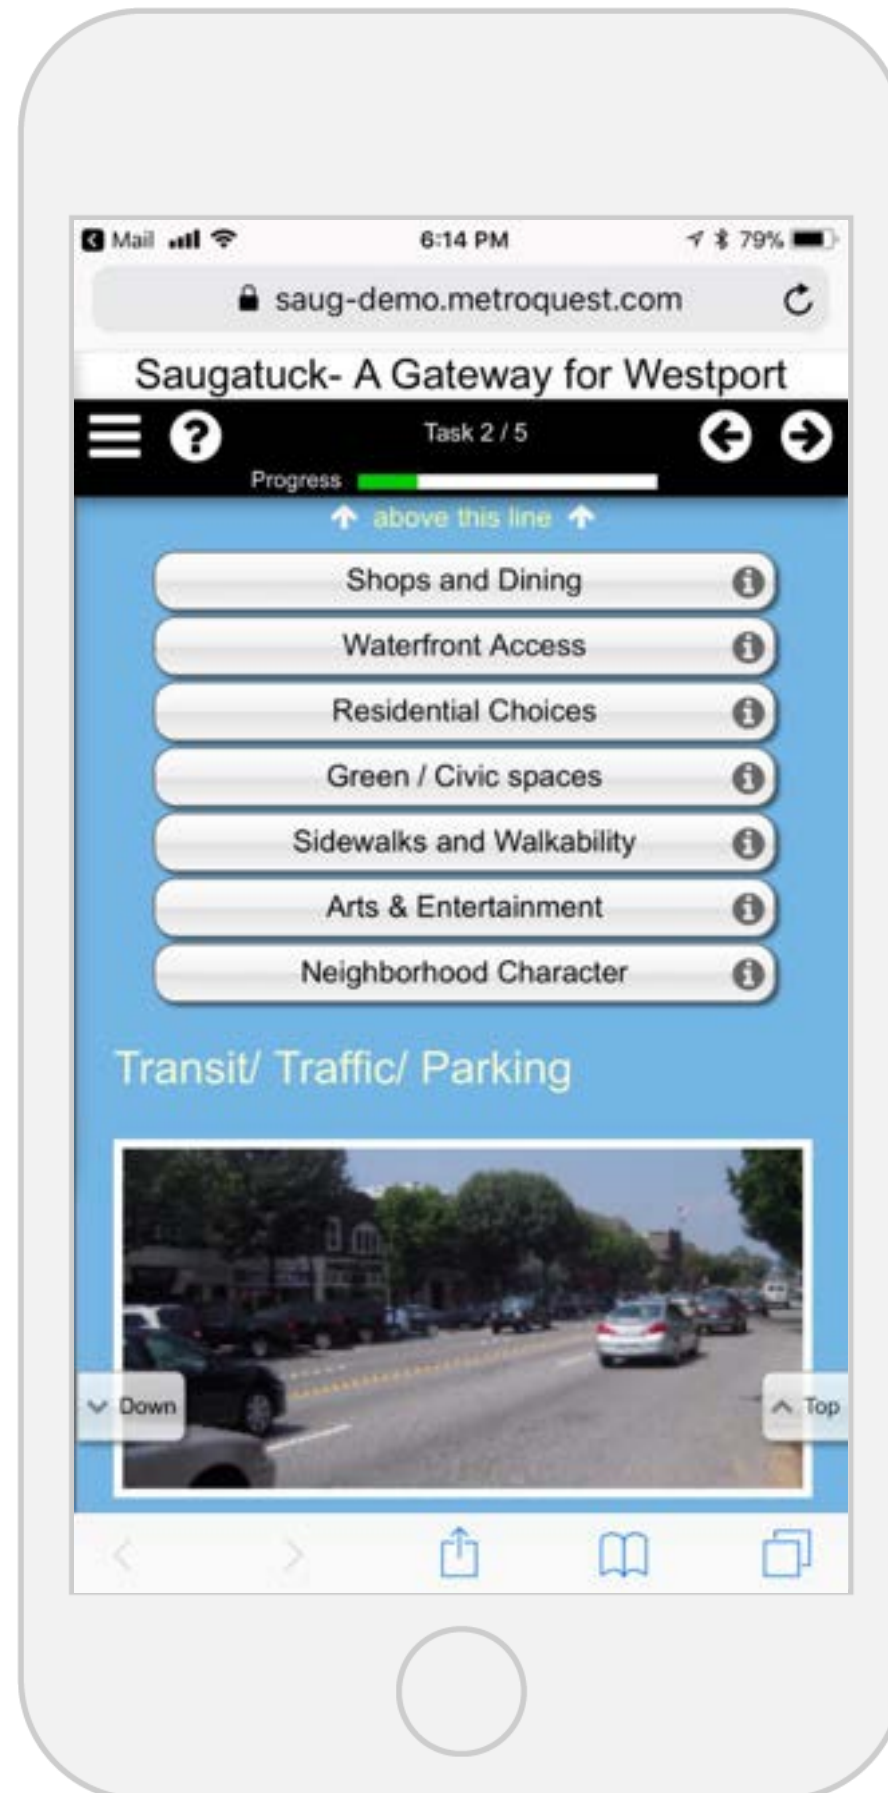 Mail 6:14 PM 79%
saug-demo.metroquest.com
Saugatuck- A Gateway for Westport
Task 2 / 5
Progress
above this line
Shops and Dining
Waterfront Access
Residential Choices
Green / Civic spaces
Sidewalks and Walkability
Arts & Entertainment
Neighborhood Character
Transit/ Traffic/ Parking
Down Top